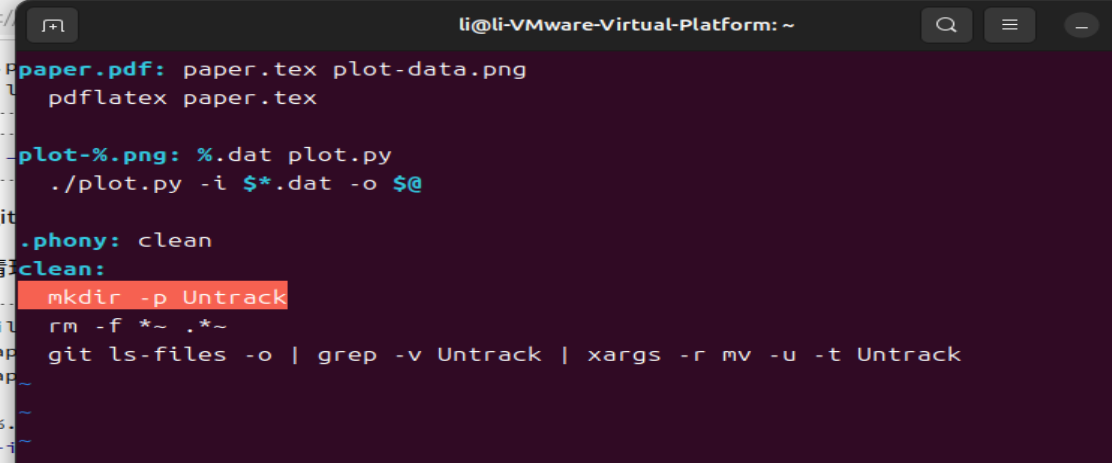 li@li-VMware-Virtual-Platform: ~
paper.pdf: paper.tex plot-data.png
pdflatex paper.tex
plot-%.png: %.dat plot.py
./plot.py -i $*.dat -o $@
.phony: clean
clean:
mkdir -p Untrack
rm -f *~ .*~
git ls-files -o | grep -v Untrack | xargs -r mv -u -t Untrack
~
~
~